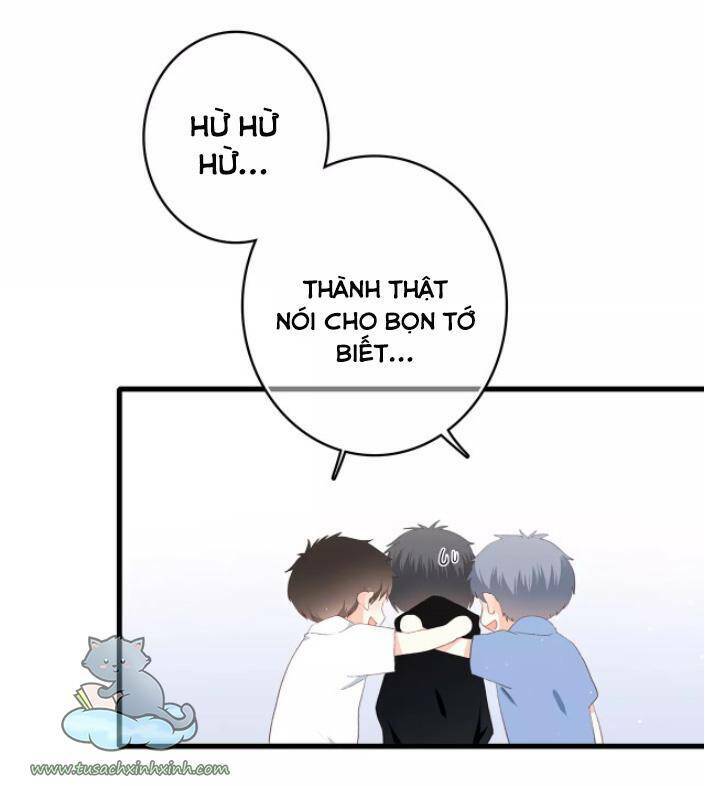 HỪ HỪ
HỪ...
THÀNH THẬT
NÓI CHO BỌN TỚ
BIẾT...
www.tusachxinhxinh.com